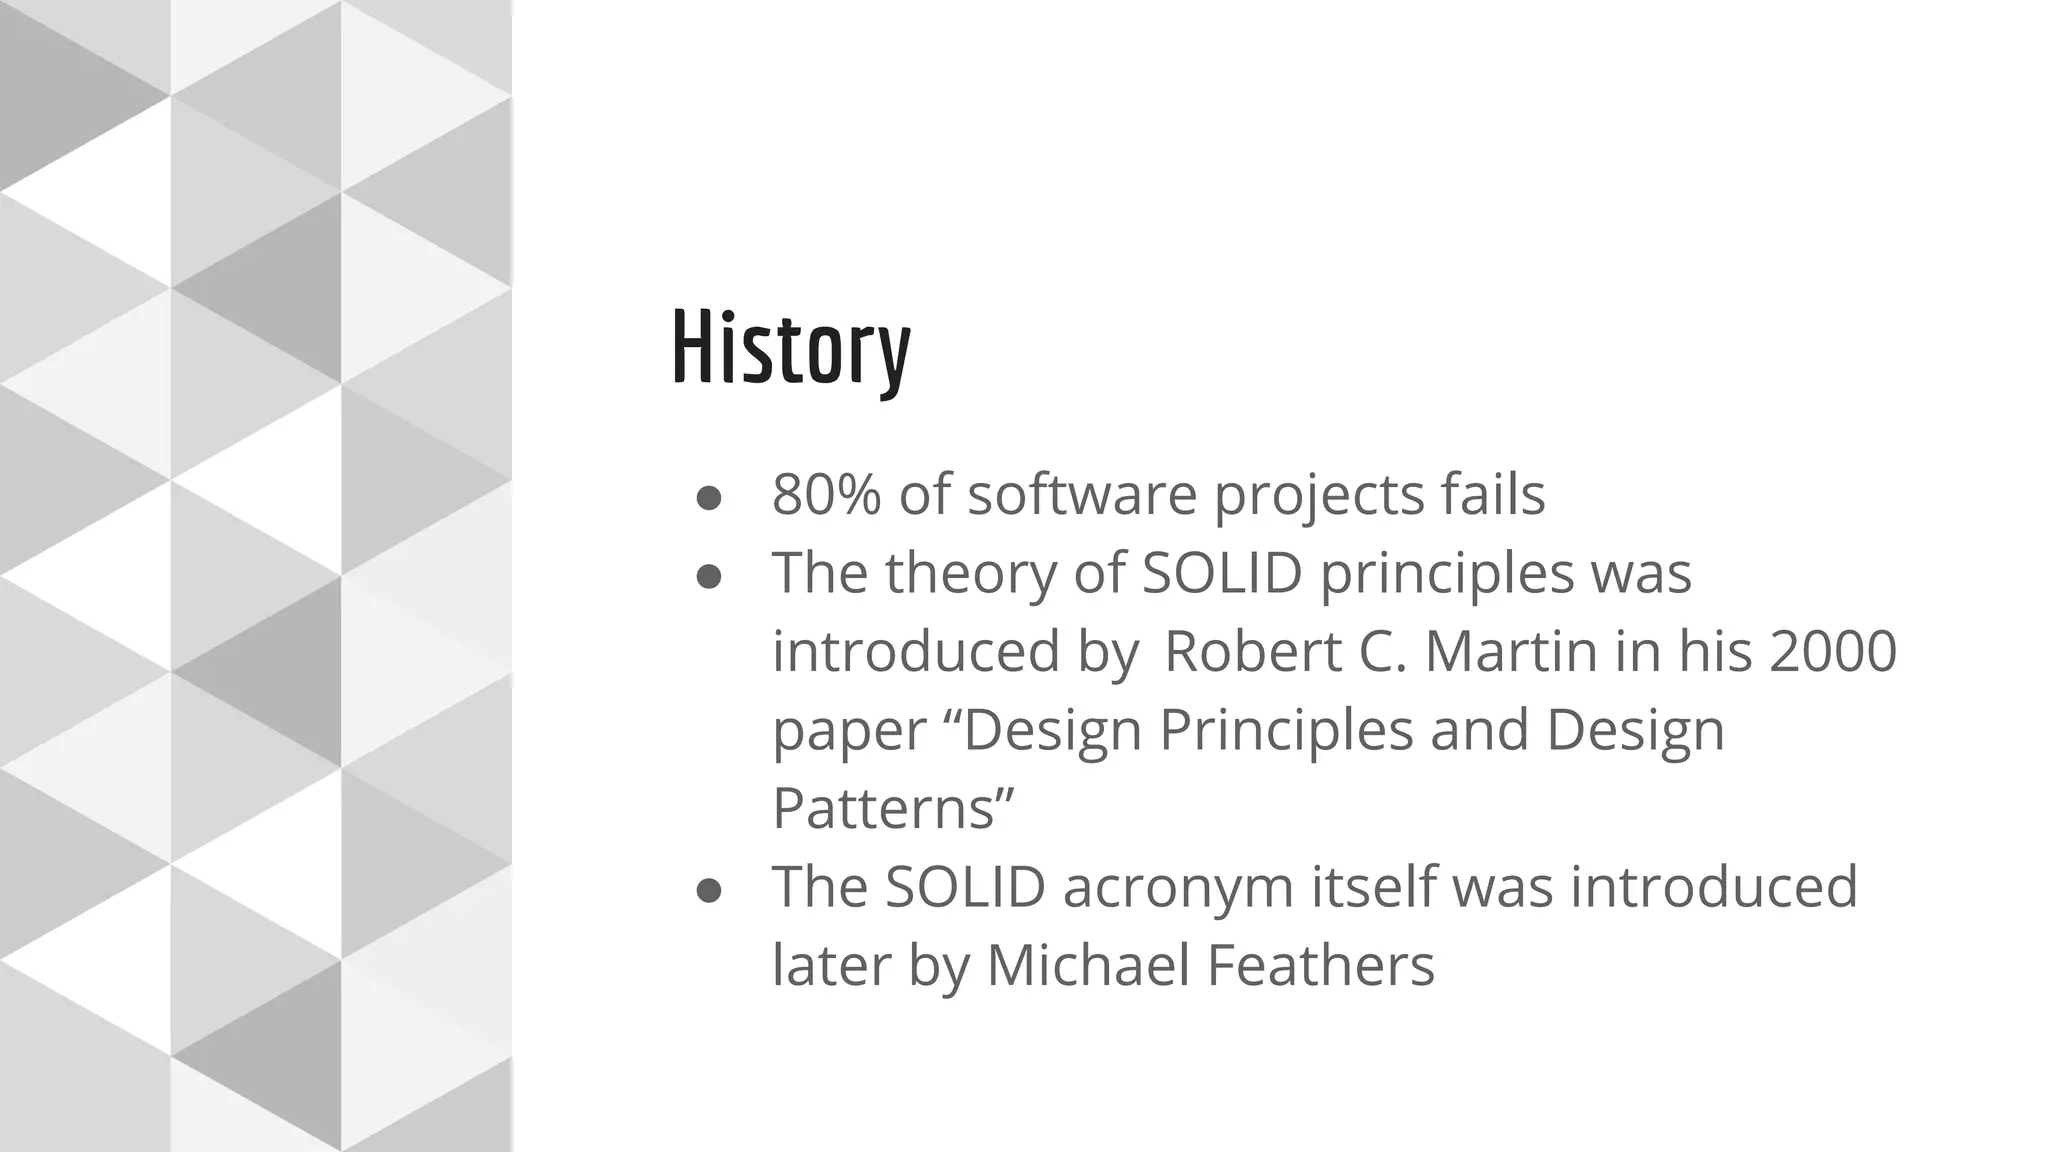 History
● 80% of software projects fails
● The theory of SOLID principles was
introduced by Robert C. Martin in his 2000
paper “Design Principles and Design
Patterns”
● The SOLID acronym itself was introduced
later by Michael Feathers